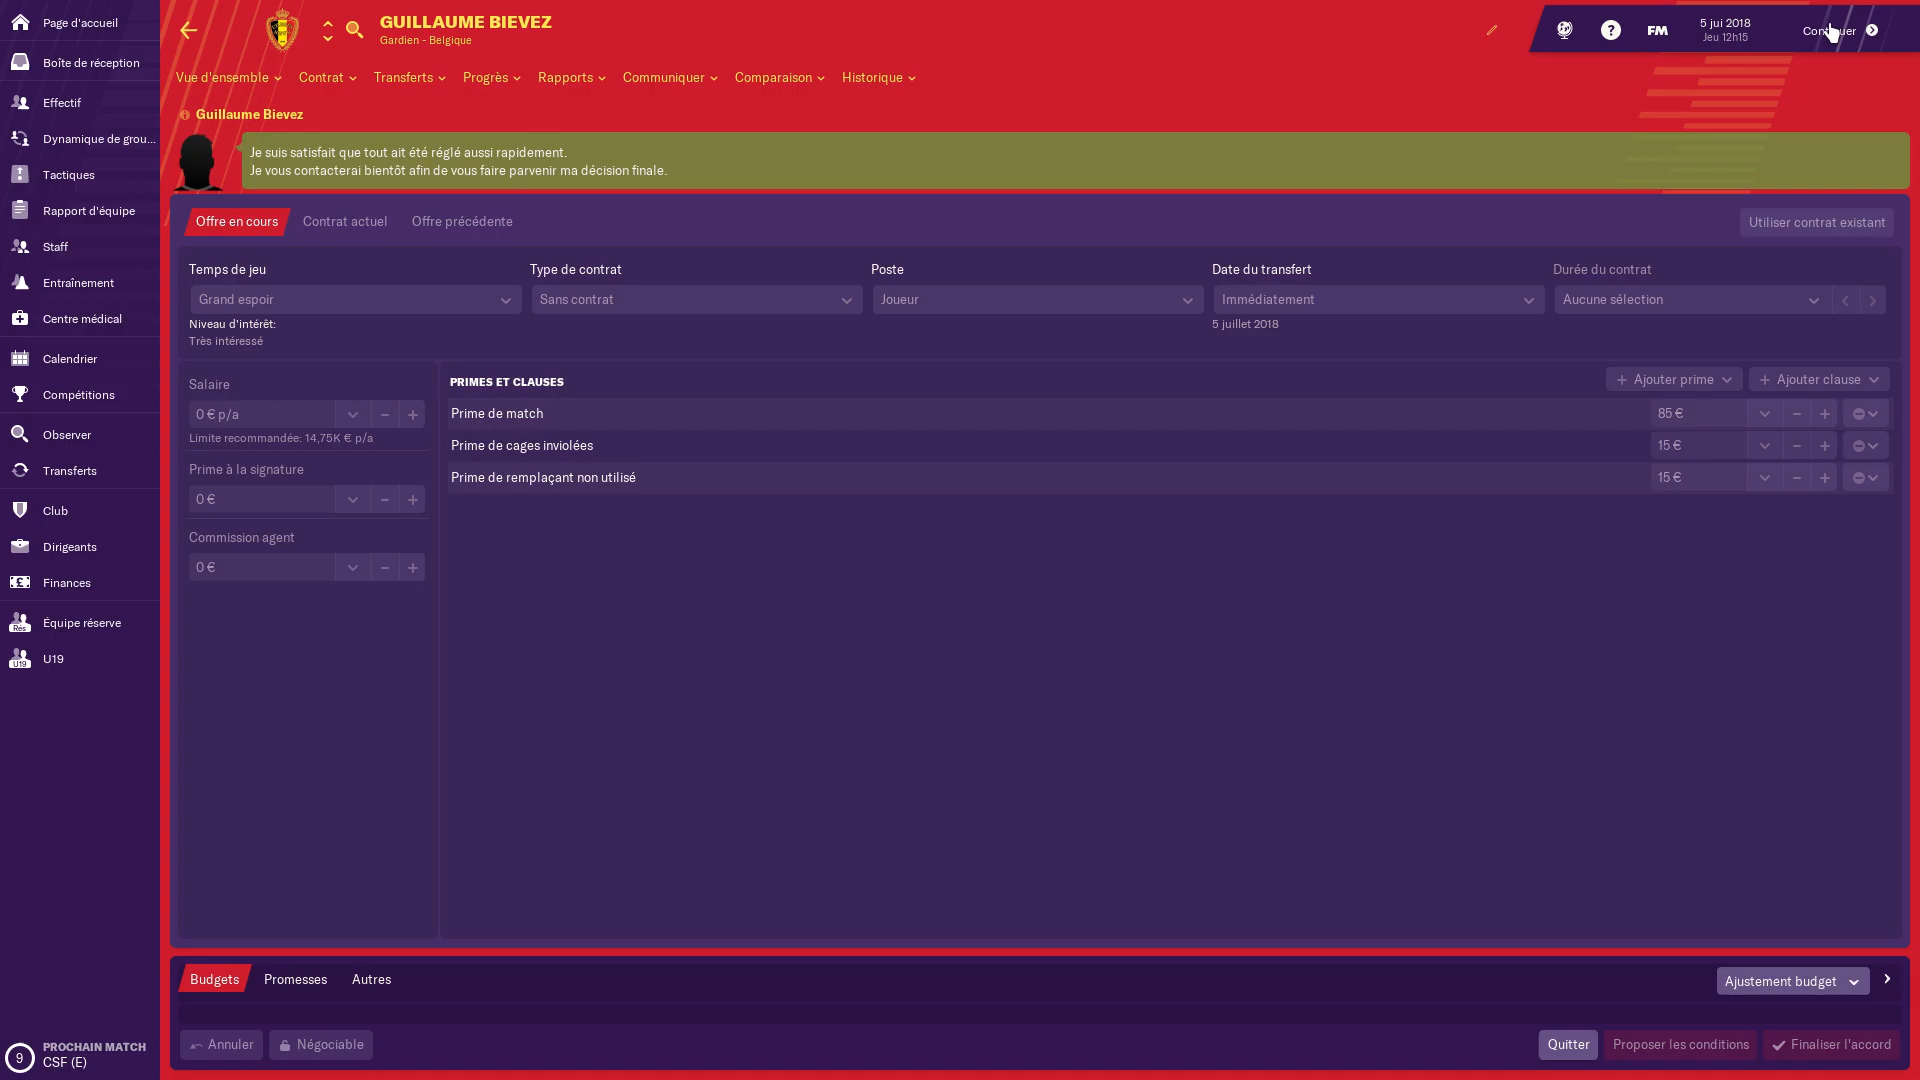 Page d'accueil
Boîte de réception
Effectif
Dynamique de grou...
Tactiques
Rapport d'équipe
Staff
Entraînement
Centre médical
Calendrier
Compétitions
Observer
Transferts
Club
Dirigeants
Finances
Rés
Équipe réserve
U19
U19
9
PROCHAIN MATCH
CSF (E)
GUILLAUME BIEVEZ
Gardien - Belgique
? FM
5 jui 2018
Jeu 12h15
Vue d'ensemble Contrat Transferts Progrès Rapports Communiquer Comparaison Historique
Guillaume Bievez
Je suis satisfait que tout ait été réglé aussi rapidement.
Je vous contacterai bientôt afin de vous faire parvenir ma décision finale.
Offre en cours Contrat actuel Offre précédente Utiliser contrat existant
Temps de jeu Type de contrat Poste Date du transfert Durée du contrat
Grand espoir Sans contrat Joueur Immédiatement Aucune sélection
Niveau d'intérêt: 5 juillet 2018
Très intéressé
Salaire
0 € p/a
Limite recommandée: 14,75K € p/a
Prime à la signature
0 €
Commission agent
0 €
PRIMES ET CLAUSES + Ajouter prime + Ajouter clause
Prime de match 85 € - +
Prime de cages inviolées 15 € - +
Prime de remplaçant non utilisé 15 € - +
Budgets Promesses Autres Ajustement budget
Annuler Négociable Quitter Proposer les conditions Finaliser l'accord